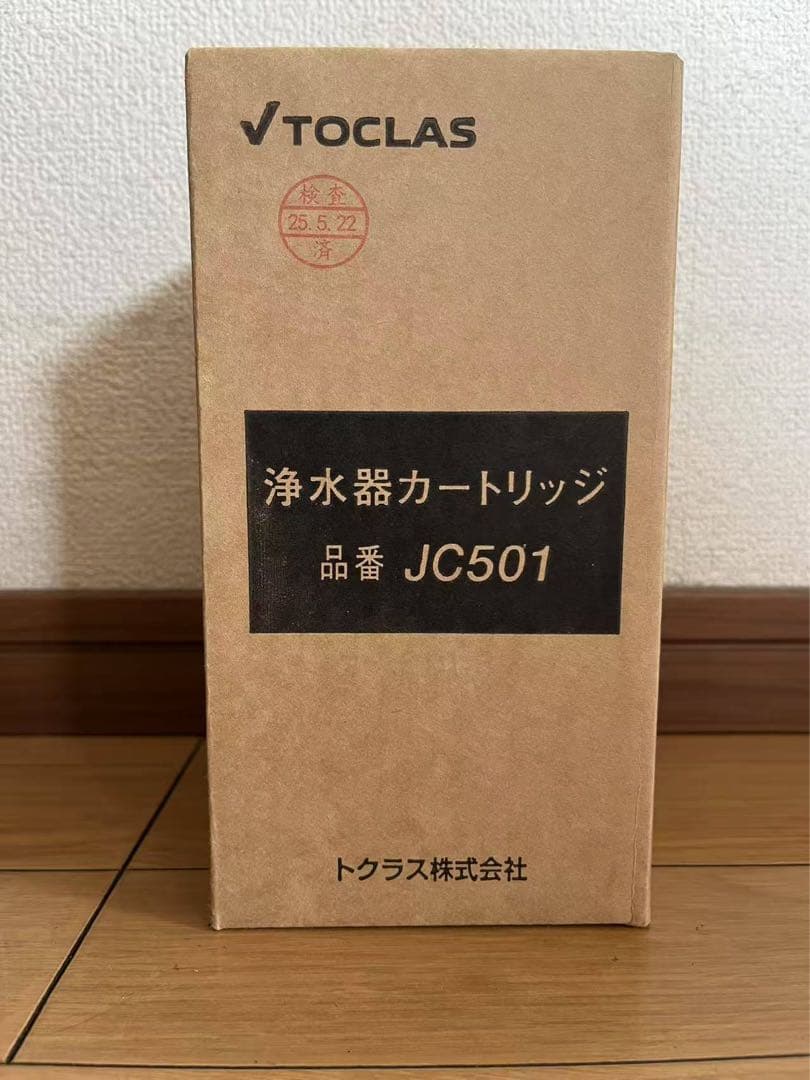 TOCLAS
検査
25.5.22
済
浄水器カートリッジ
品番 JC501
トクラス株式会社